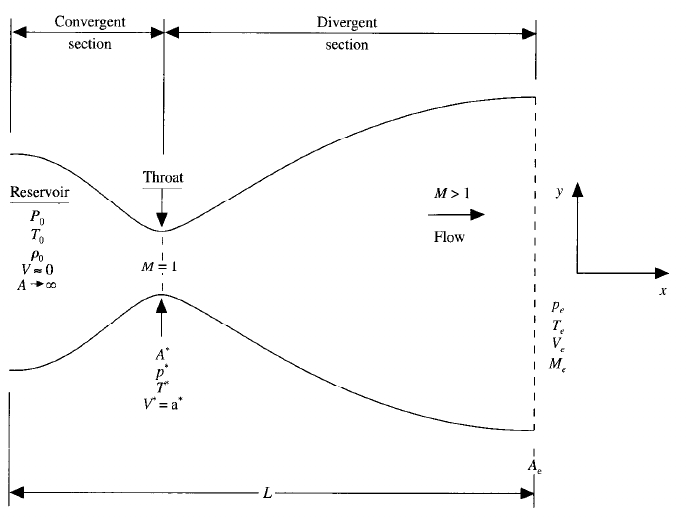 Convergent
section
Divergent
section
Throat
Reservoir
P₀
T₀
ρ₀
V ≈ 0
A → ∞
M = 1
M > 1
Flow
y
x
A*
p*
T*
V* = a*
pₑ
Tₑ
Vₑ
Mₑ
Aₑ
L